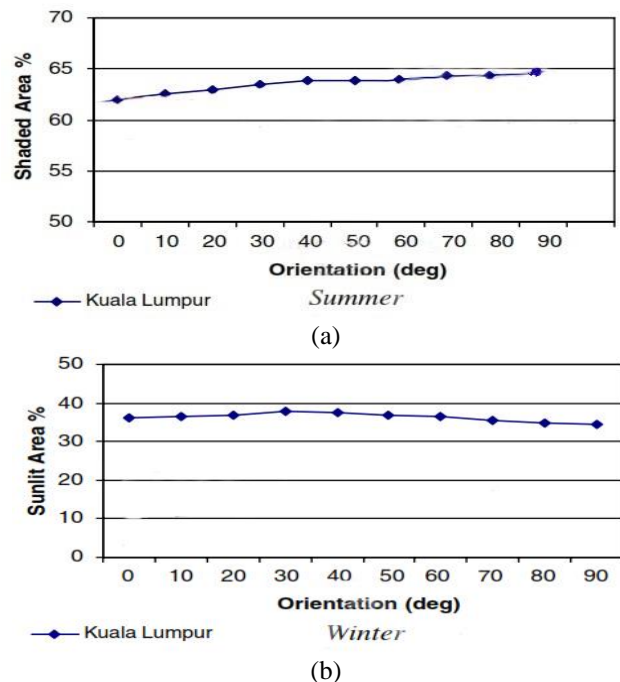 70
65
60
55
50
Shaded Area %
0 10 20 30 40 50 60 70 80 90
Orientation (deg)
Kuala Lumpur Summer
(a)
50
40
30
20
10
0
Sunlit Area %
0 10 20 30 40 50 60 70 80 90
Orientation (deg)
Kuala Lumpur Winter
(b)